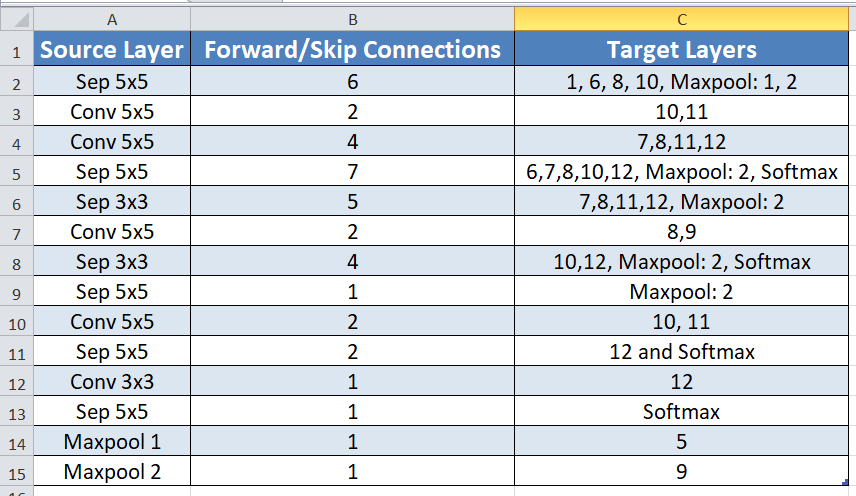 A B C
1 Source Layer Forward/Skip Connections Target Layers
2 Sep 5x5 6 1, 6, 8, 10, Maxpool: 1, 2
3 Conv 5x5 2 10,11
4 Conv 5x5 4 7,8,11,12
5 Sep 5x5 7 6,7,8,10,12, Maxpool: 2, Softmax
6 Sep 3x3 5 7,8,11,12, Maxpool: 2
7 Conv 5x5 2 8,9
8 Sep 3x3 4 10,12, Maxpool: 2, Softmax
9 Sep 5x5 1 Maxpool: 2
10 Conv 5x5 2 10, 11
11 Sep 5x5 2 12 and Softmax
12 Conv 3x3 1 12
13 Sep 5x5 1 Softmax
14 Maxpool 1 1 5
15 Maxpool 2 1 9